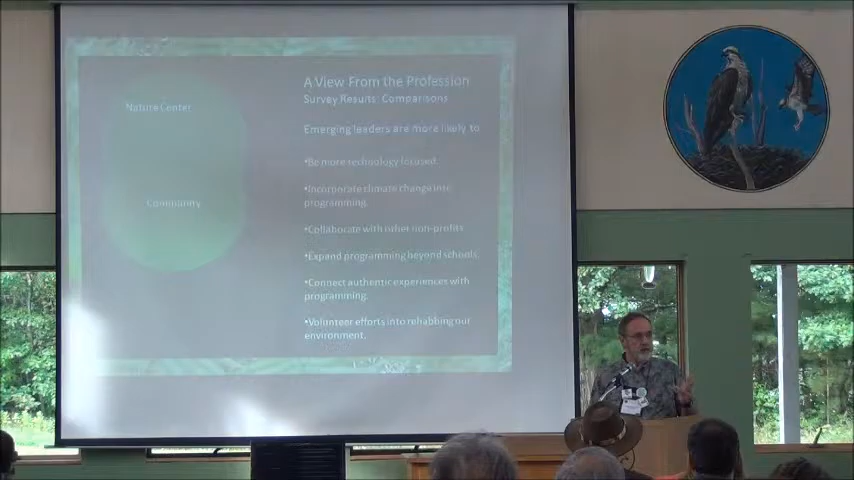 Nature Center
Community
A View From the Profession
Survey Results: Comparisons
Emerging leaders are more likely to
•Be more technology focused.
•Incorporate climate change into
programming.
•Collaborate with other non-profits
•Expand programming beyond schools.
•Connect authentic experiences with
programming.
•Volunteer efforts into rehabbing our
environment.